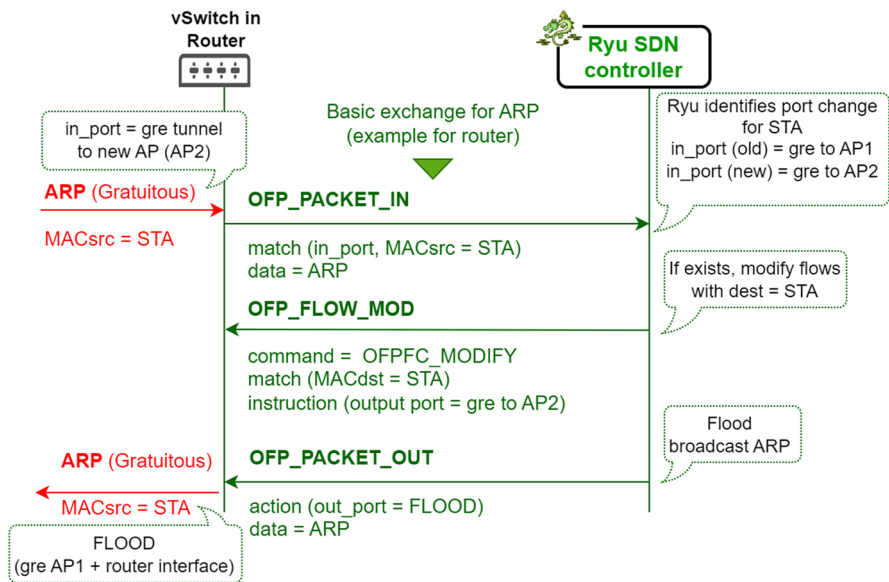 vSwitch in
Router
Ryu SDN
controller
Basic exchange for ARP
(example for router)
in_port = gre tunnel
to new AP (AP2)
Ryu identifies port change
for STA
in_port (old) = gre to AP1
in_port (new) = gre to AP2
ARP (Gratuitous)
MACsrc = STA
OFP_PACKET_IN
match (in_port, MACsrc = STA)
data = ARP
If exists, modify flows
with dest = STA
OFP_FLOW_MOD
command = OFPFC_MODIFY
match (MACdst = STA)
instruction (output port = gre to AP2)
Flood
broadcast ARP
OFP_PACKET_OUT
action (out_port = FLOOD)
data = ARP
ARP (Gratuitous)
MACsrc = STA
FLOOD
(gre AP1 + router interface)